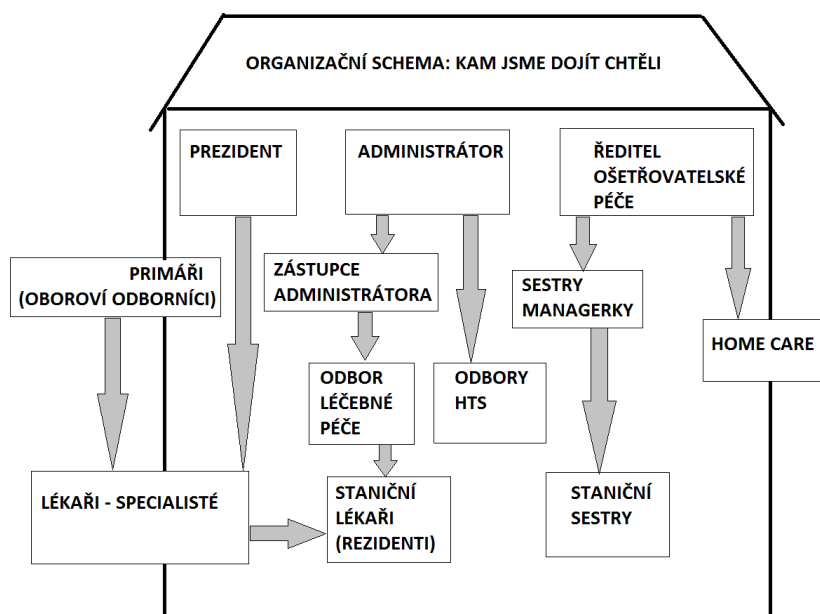 ORGANIZAČNÍ SCHEMA: KAM JSME DOJÍT CHTĚLI
PREZIDENT
ADMINISTRÁTOR
ŘEDITEL
OŠETŘOVATELSKÉ
PÉČE
PRIMÁŘI
(OBOROVÍ ODBORNÍCI)
ZÁSTUPCE
ADMINISTRÁTORA
SESTRY
MANAGERKY
HOME CARE
ODBOR
LÉČEBNÉ
PÉČE
ODBORY
HTS
LÉKAŘI - SPECIALISTÉ
STANIČNÍ
LÉKAŘI
(REZIDENTI)
STANIČNÍ
SESTRY